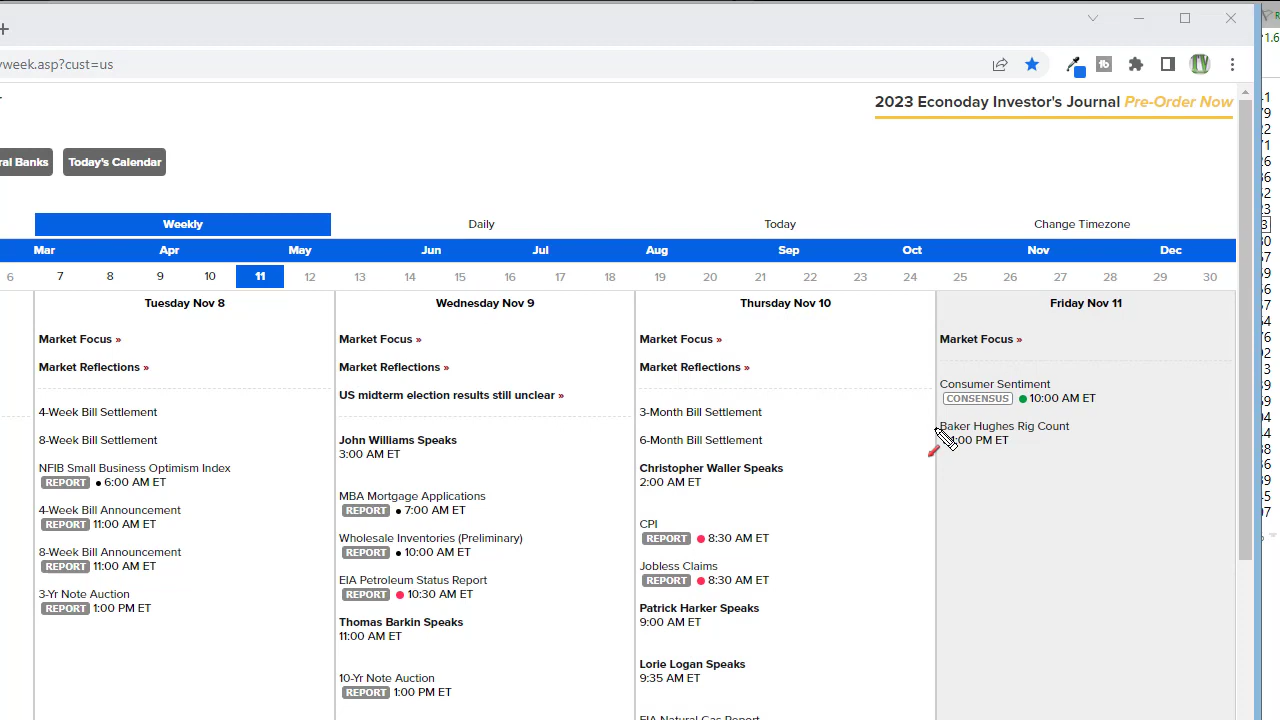 yweek.asp?cust=us
2023 Econoday Investor's Journal Pre-Order Now
ral Banks
Today's Calendar
Weekly Daily Today Change Timezone
Mar Apr May Jun Jul Aug Sep Oct Nov Dec
6 7 8 9 10 11 12 13 14 15 16 17 18 19 20 21 22 23 24 25 26 27 28 29 30
Tuesday Nov 8
Market Focus »
Market Reflections »
4-Week Bill Settlement
8-Week Bill Settlement
NFIB Small Business Optimism Index
REPORT 6:00 AM ET
4-Week Bill Announcement
REPORT 11:00 AM ET
8-Week Bill Announcement
REPORT 11:00 AM ET
3-Yr Note Auction
REPORT 1:00 PM ET
Wednesday Nov 9
Market Focus »
Market Reflections »
US midterm election results still unclear »
John Williams Speaks
3:00 AM ET
MBA Mortgage Applications
REPORT 7:00 AM ET
Wholesale Inventories (Preliminary)
REPORT 10:00 AM ET
EIA Petroleum Status Report
REPORT 10:30 AM ET
Thomas Barkin Speaks
11:00 AM ET
10-Yr Note Auction
REPORT 1:00 PM ET
Thursday Nov 10
Market Focus »
Market Reflections »
3-Month Bill Settlement
6-Month Bill Settlement
Christopher Waller Speaks
2:00 AM ET
CPI
REPORT 8:30 AM ET
Jobless Claims
REPORT 8:30 AM ET
Patrick Harker Speaks
9:00 AM ET
Lorie Logan Speaks
9:35 AM ET
EIA Natural Gas Report
Friday Nov 11
Market Focus »
Consumer Sentiment
CONSENSUS 10:00 AM ET
Baker Hughes Rig Count
1:00 PM ET